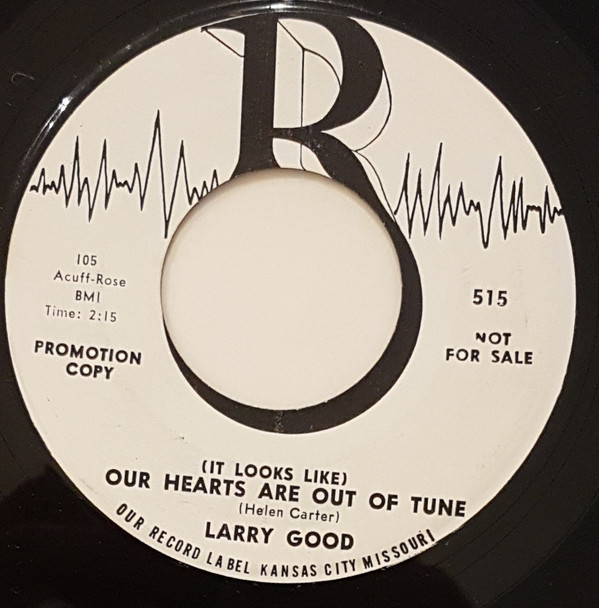 R
105
Acuff-Rose
BMI
Time: 2:15
PROMOTION
COPY
515
NOT
FOR SALE
(IT LOOKS LIKE)
OUR HEARTS ARE OUT OF TUNE
(Helen Carter)
LARRY GOOD
OUR RECORD LABEL KANSAS CITY MISSOURI